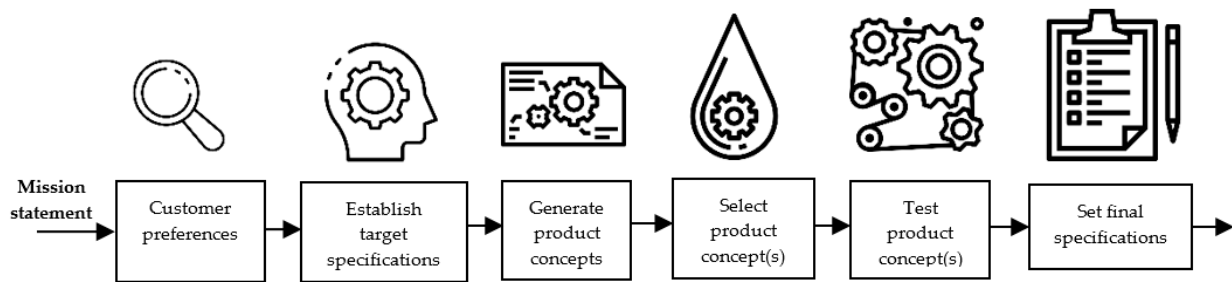 Mission
statement
Customer
preferences
Establish
target
specifications
Generate
product
concepts
Select
product
concept(s)
Test
product
concept(s)
Set final
specifications